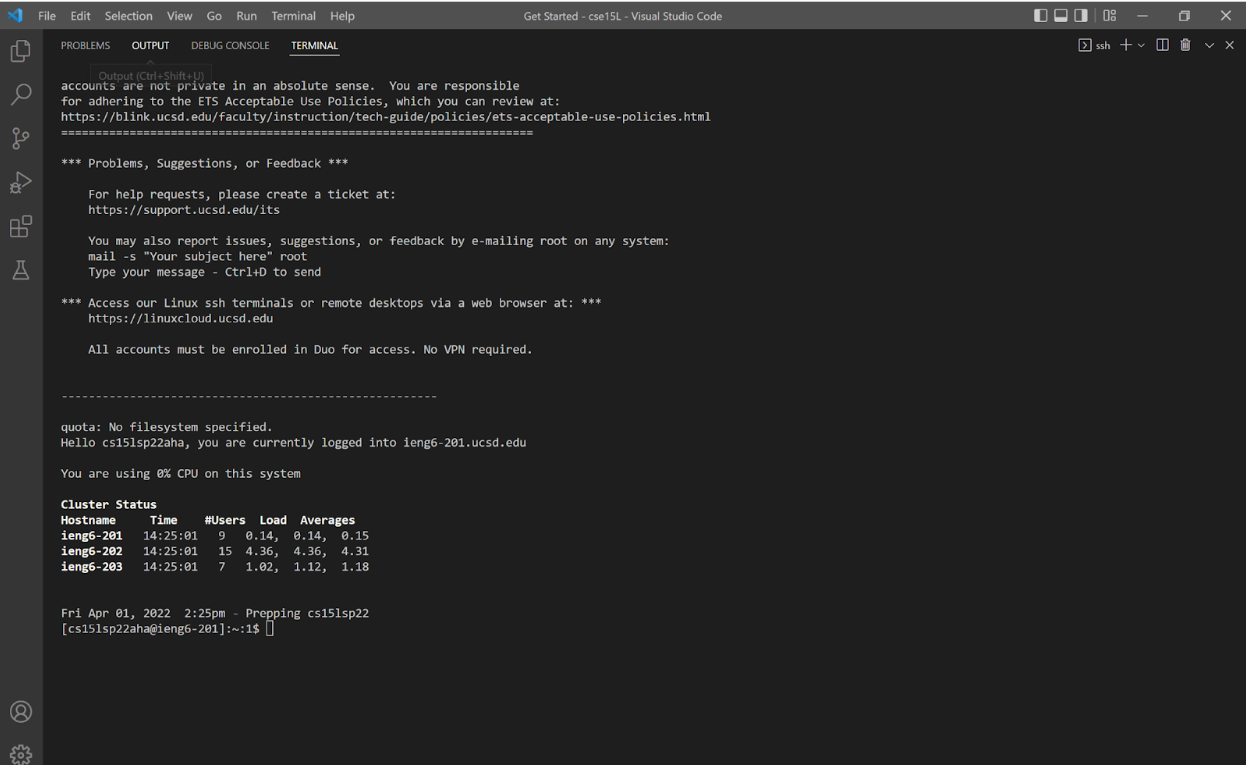 File Edit Selection View Go Run Terminal Help Get Started - cse15L - Visual Studio Code
PROBLEMS OUTPUT DEBUG CONSOLE TERMINAL ssh
Output (Ctrl+Shift+U)
accounts are not private in an absolute sense.  You are responsible
for adhering to the ETS Acceptable Use Policies, which you can review at:
https://blink.ucsd.edu/faculty/instruction/tech-guide/policies/ets-acceptable-use-policies.html
=====================================================================
*** Problems, Suggestions, or Feedback ***
For help requests, please create a ticket at:
https://support.ucsd.edu/its
You may also report issues, suggestions, or feedback by e-mailing root on any system:
mail -s "Your subject here" root
Type your message - Ctrl+D to send
*** Access our Linux ssh terminals or remote desktops via a web browser at: ***
https://linuxcloud.ucsd.edu
All accounts must be enrolled in Duo for access. No VPN required.
-------------------------------------------------------
quota: No filesystem specified.
Hello cs15lsp22aha, you are currently logged into ieng6-201.ucsd.edu
You are using 0% CPU on this system
Cluster Status
Hostname     Time    #Users  Load  Averages
ieng6-201   14:25:01   9   0.14,  0.14,  0.15
ieng6-202   14:25:01   15  4.36,  4.36,  4.31
ieng6-203   14:25:01   7   1.02,  1.12,  1.18
Fri Apr 01, 2022  2:25pm - Prepping cs15lsp22
[cs15lsp22aha@ieng6-201]:~:1$